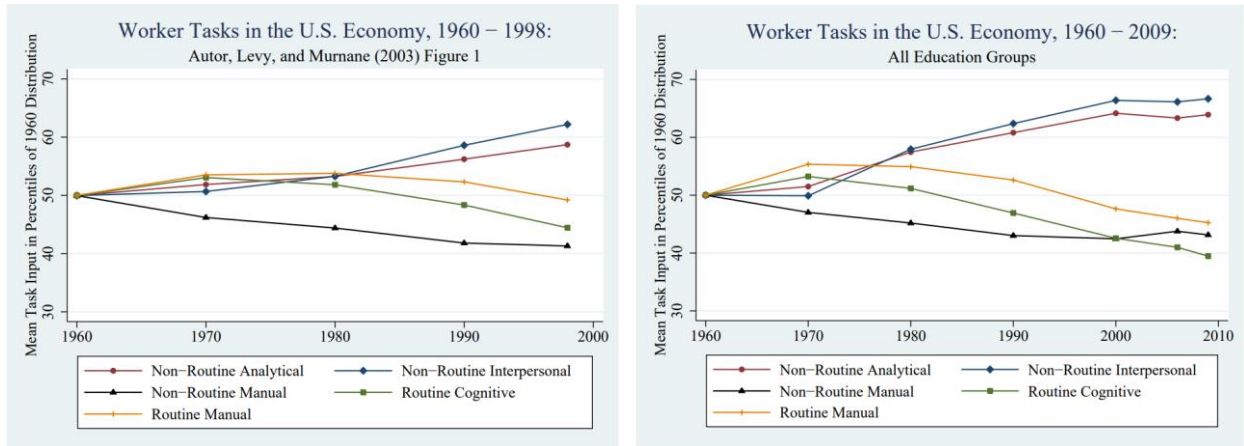 Worker Tasks in the U.S. Economy, 1960 − 1998:
Autor, Levy, and Murnane (2003) Figure 1
Mean Task Input in Percentiles of 1960 Distribution
70
60
50
40
30
1960 1970 1980 1990 2000
Non−Routine Analytical Non−Routine Interpersonal
Non−Routine Manual Routine Cognitive
Routine Manual
Worker Tasks in the U.S. Economy, 1960 − 2009:
All Education Groups
Mean Task Input in Percentiles of 1960 Distribution
70
60
50
40
30
1960 1970 1980 1990 2000 2010
Non−Routine Analytical Non−Routine Interpersonal
Non−Routine Manual Routine Cognitive
Routine Manual